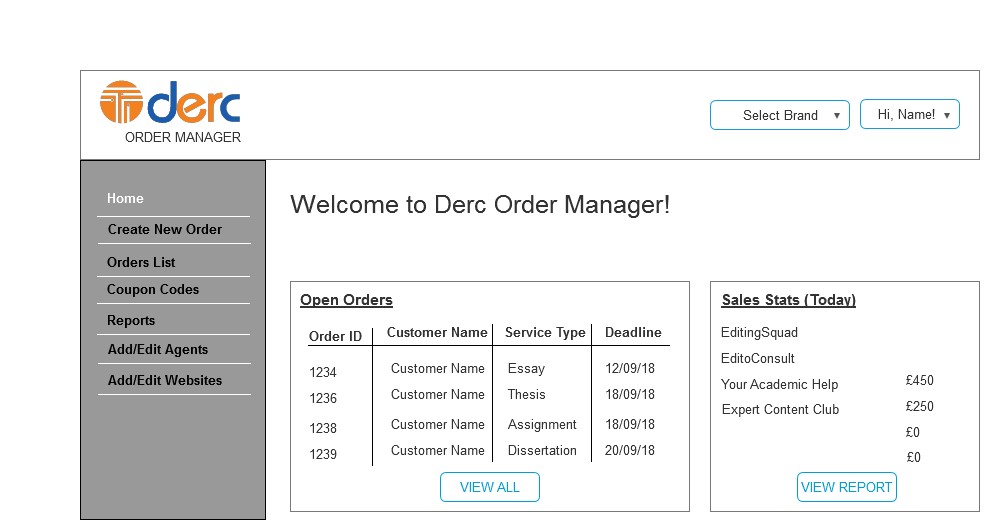 derc
ORDER MANAGER
Select Brand ▼
Hi, Name! ▼
Home
Create New Order
Orders List
Coupon Codes
Reports
Add/Edit Agents
Add/Edit Websites
Welcome to Derc Order Manager!
Open Orders
Order ID Customer Name Service Type Deadline
1234 Customer Name Essay 12/09/18
1236 Customer Name Thesis 18/09/18
1238 Customer Name Assignment 18/09/18
1239 Customer Name Dissertation 20/09/18
VIEW ALL
Sales Stats (Today)
EditingSquad
EditoConsult
Your Academic Help £450
Expert Content Club £250
£0
£0
VIEW REPORT